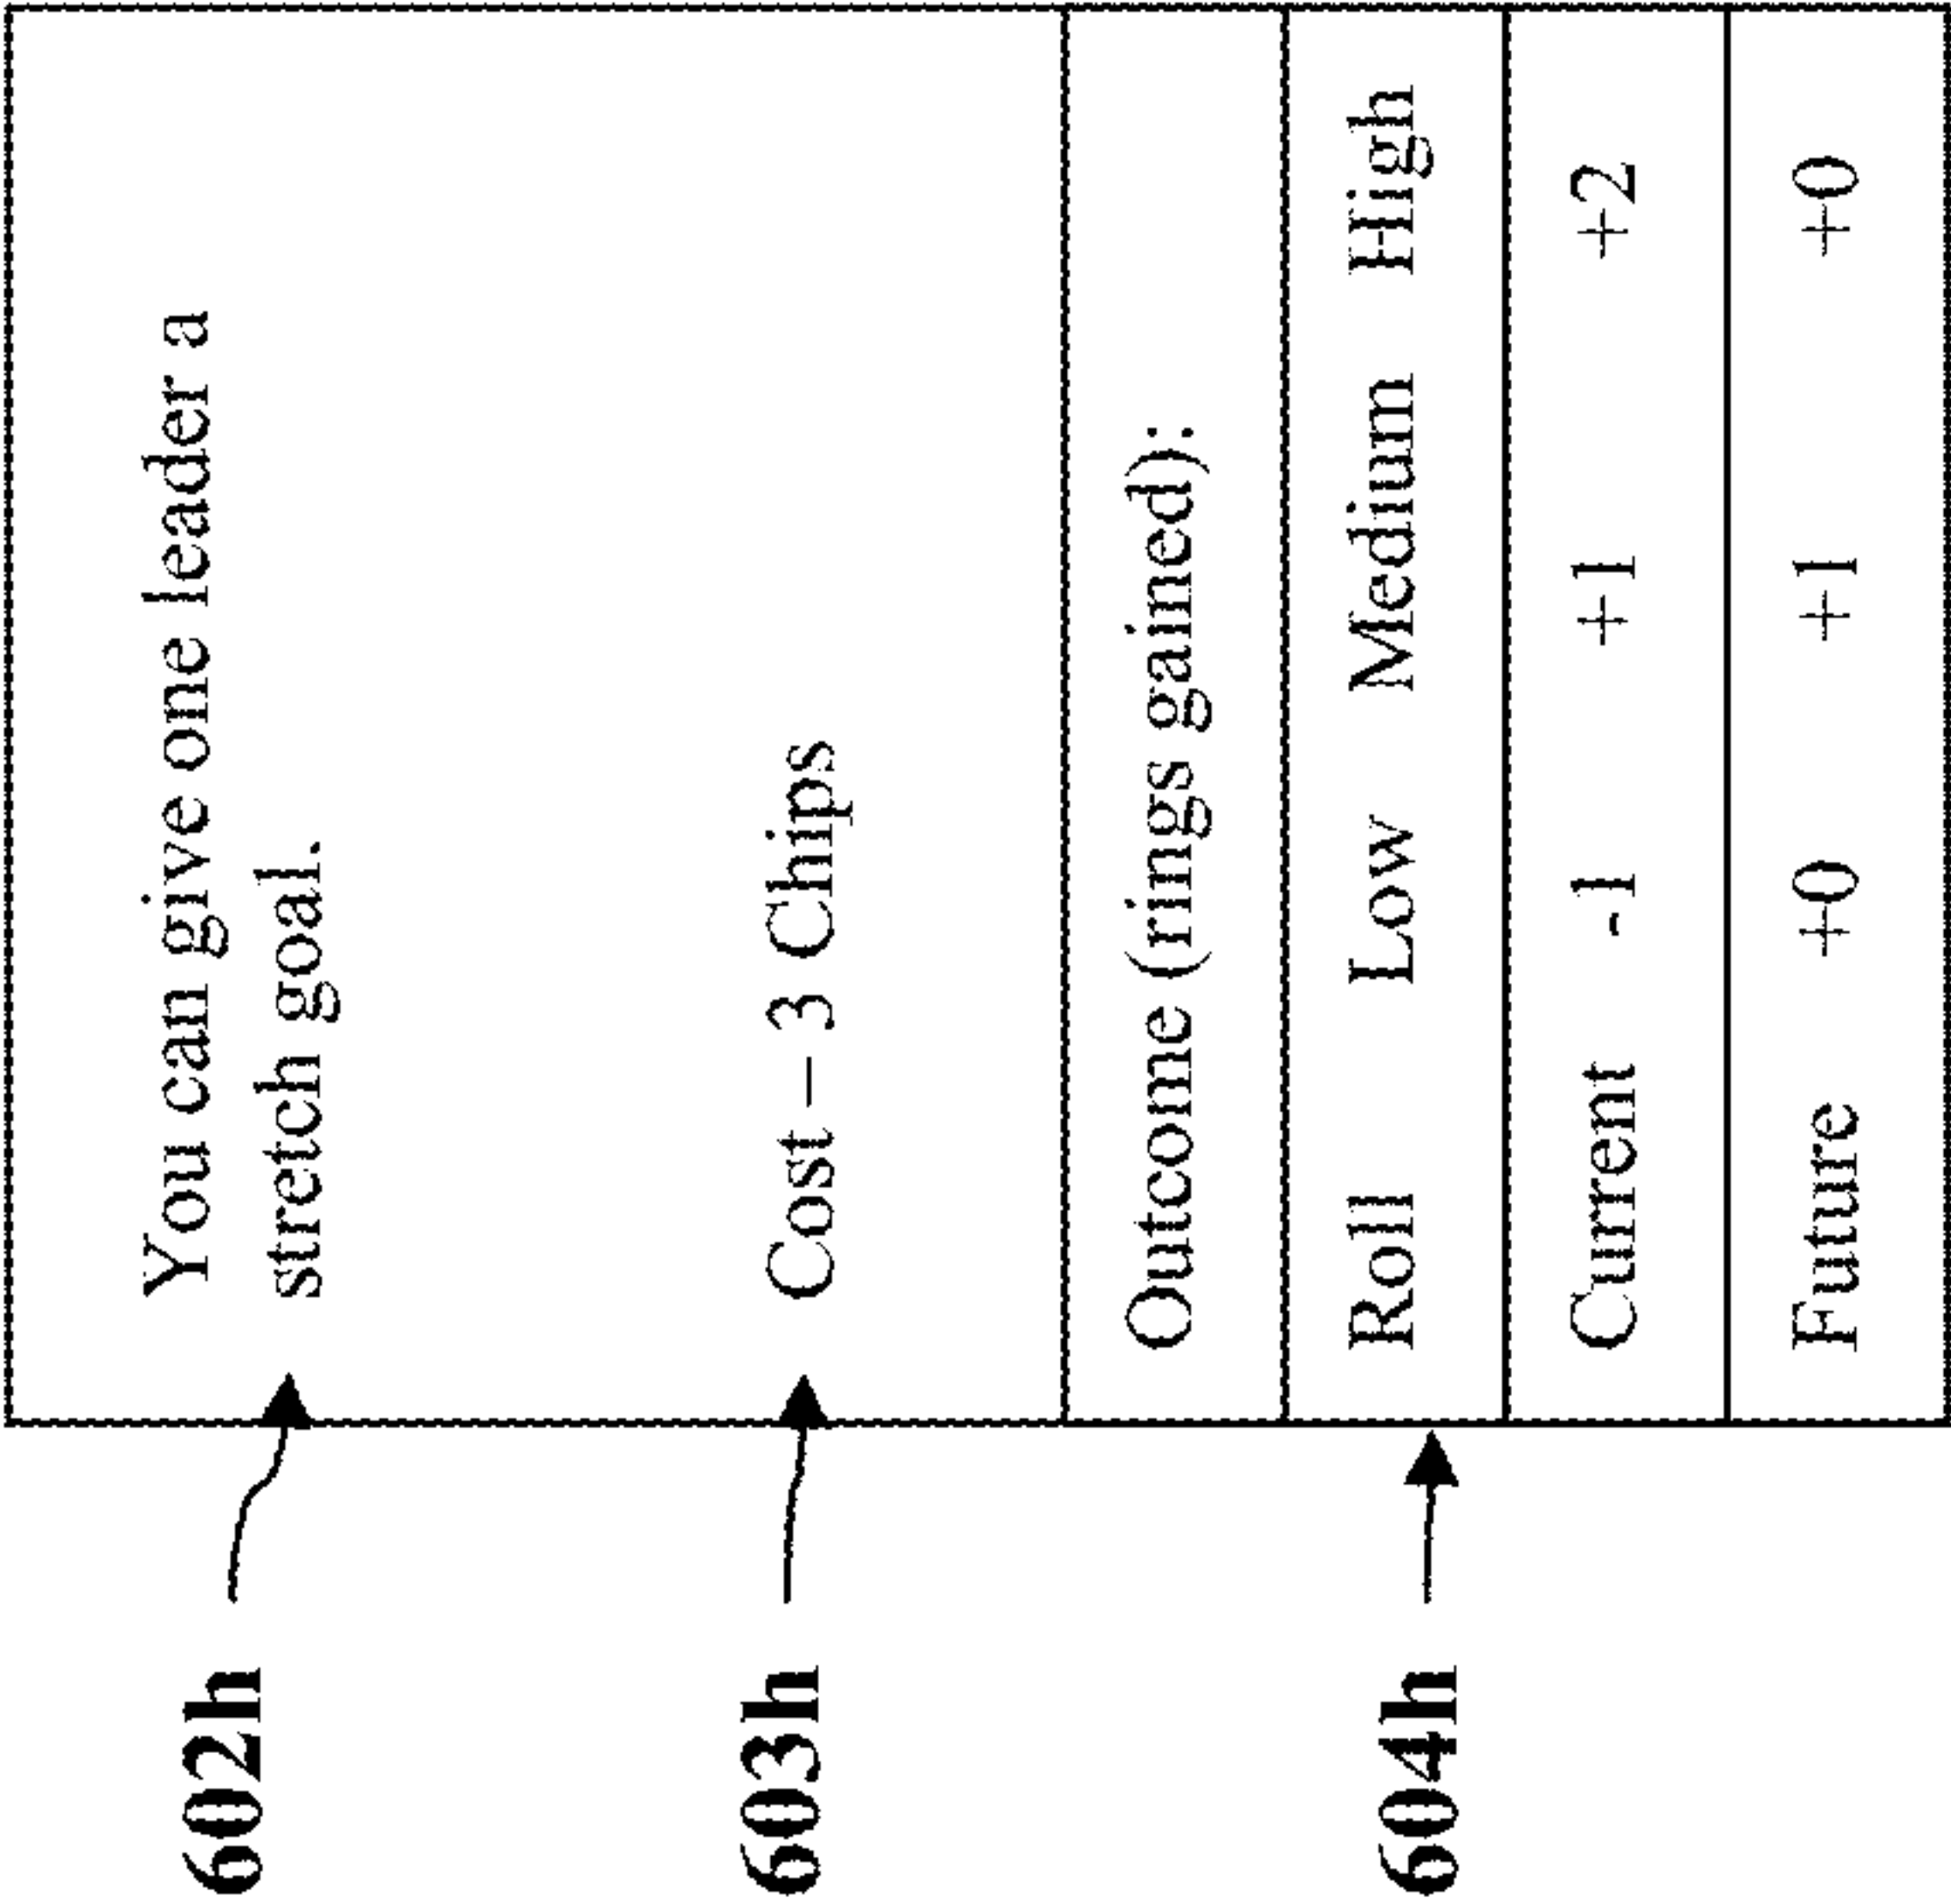 602h
You can give one leader a
stretch goal.
603h
Cost – 3 Chips
Outcome (rings gained):
604h
Roll Low Medium High
Current -1 +1 +2
Future +0 +1 +0